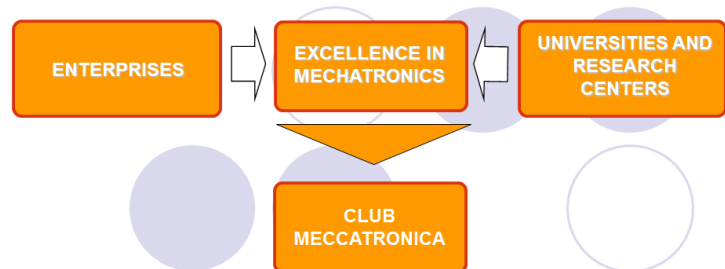 ENTERPRISES
EXCELLENCE IN
MECHATRONICS
UNIVERSITIES AND
RESEARCH
CENTERS
CLUB
MECCATRONICA